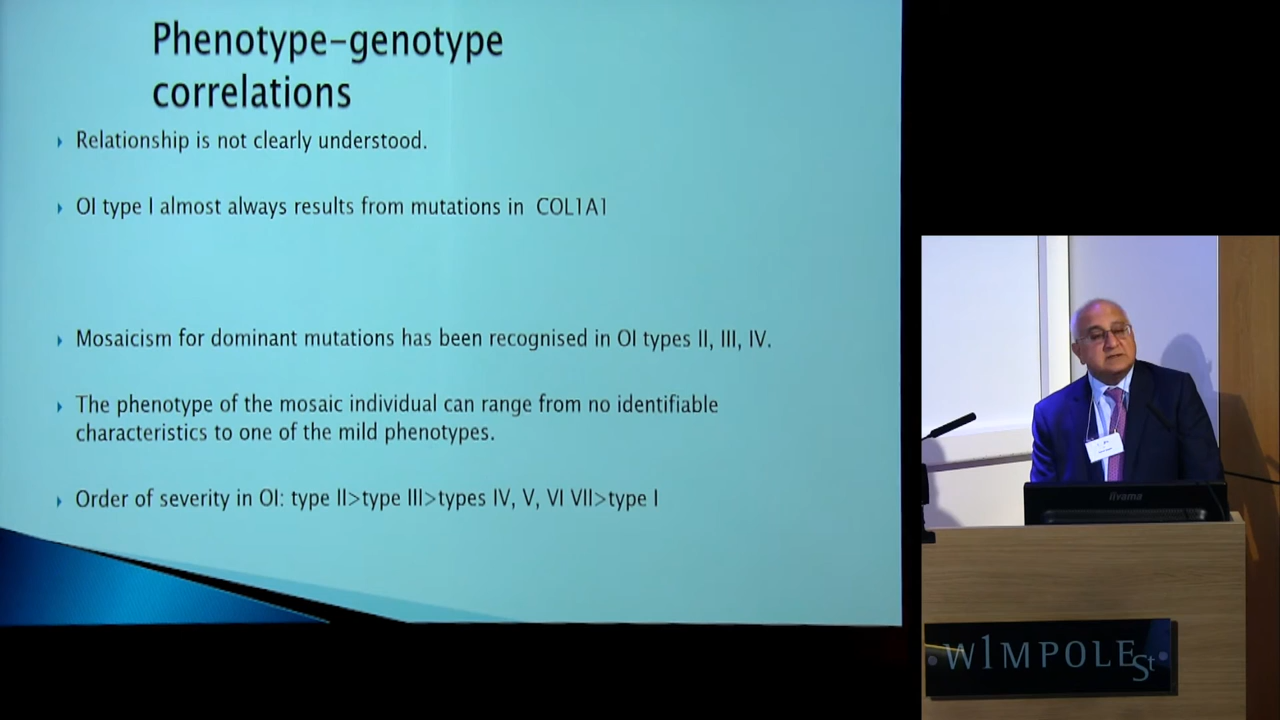 Phenotype-genotype
correlations
Relationship is not clearly understood.
OI type I almost always results from mutations in COL1A1
Mosaicism for dominant mutations has been recognised in OI types II, III, IV.
The phenotype of the mosaic individual can range from no identifiable
characteristics to one of the mild phenotypes.
Order of severity in OI: type II>type III>types IV, V, VI VII>type I
iiyama
W1MPOLE St